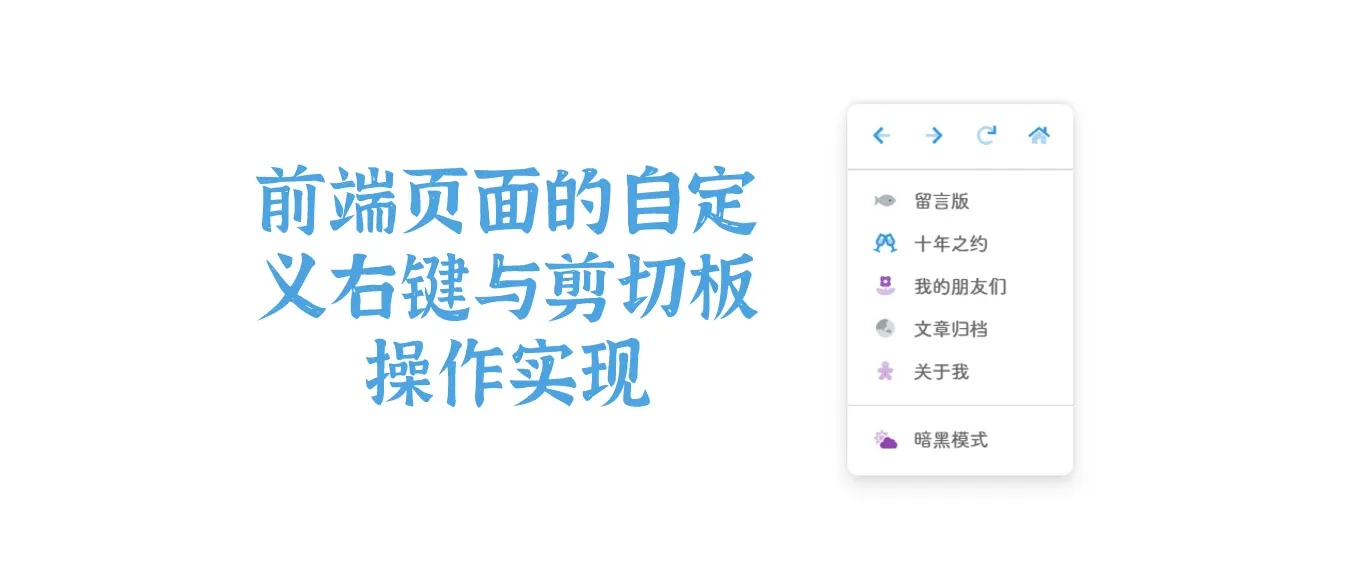 前端页面的自定
义右键与剪切板
操作实现
留言版
十年之约
我的朋友们
文章归档
关于我
暗黑模式